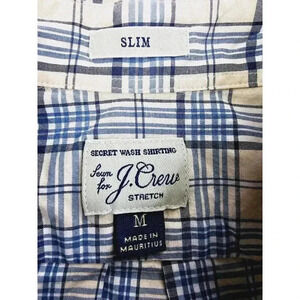 SLIM
SECRET WASH SHIRTING
Sewn
for J.Crew
STRETCH
M
MADE IN
MAURITIUS